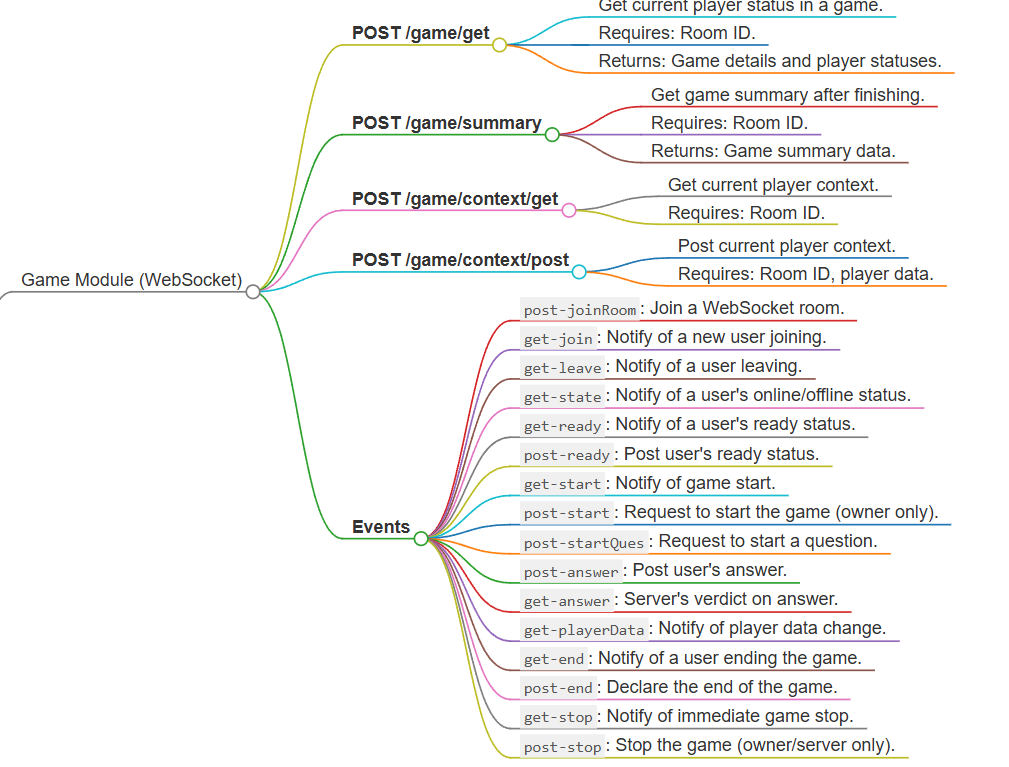 Get current player status in a game.
POST /game/get
Requires: Room ID.
Returns: Game details and player statuses.
Get game summary after finishing.
POST /game/summary
Requires: Room ID.
Returns: Game summary data.
Get current player context.
POST /game/context/get
Requires: Room ID.
Post current player context.
POST /game/context/post
Requires: Room ID, player data.
Game Module (WebSocket)
post-joinRoom: Join a WebSocket room.
get-join: Notify of a new user joining.
get-leave: Notify of a user leaving.
get-state: Notify of a user's online/offline status.
get-ready: Notify of a user's ready status.
post-ready: Post user's ready status.
get-start: Notify of game start.
post-start: Request to start the game (owner only).
Events
post-startQues: Request to start a question.
post-answer: Post user's answer.
get-answer: Server's verdict on answer.
get-playerData: Notify of player data change.
get-end: Notify of a user ending the game.
post-end: Declare the end of the game.
get-stop: Notify of immediate game stop.
post-stop: Stop the game (owner/server only).